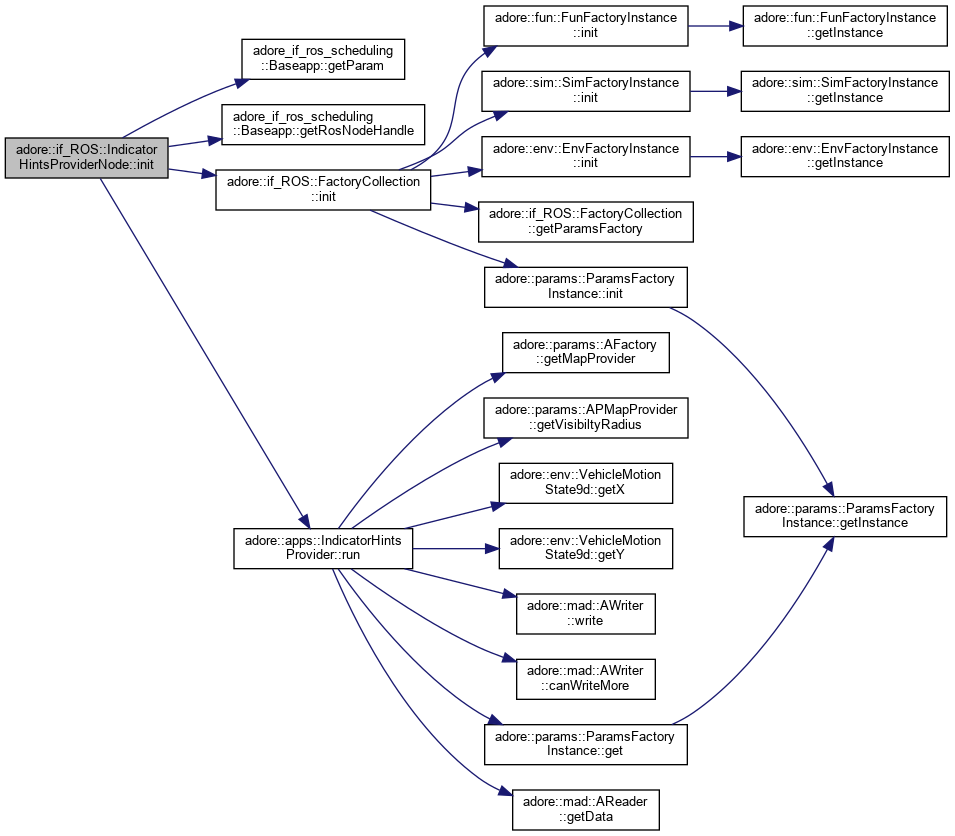 adore::if_ROS::Indicator
HintsProviderNode::init
adore_if_ros_scheduling
::Baseapp::getParam
adore_if_ros_scheduling
::Baseapp::getRosNodeHandle
adore::if_ROS::FactoryCollection
::init
adore::fun::FunFactoryInstance
::init
adore::fun::FunFactoryInstance
::getInstance
adore::sim::SimFactoryInstance
::init
adore::sim::SimFactoryInstance
::getInstance
adore::env::EnvFactoryInstance
::init
adore::env::EnvFactoryInstance
::getInstance
adore::if_ROS::FactoryCollection
::getParamsFactory
adore::params::ParamsFactory
Instance::init
adore::params::AFactory
::getMapProvider
adore::params::APMapProvider
::getVisibiltyRadius
adore::env::VehicleMotion
State9d::getX
adore::params::ParamsFactory
Instance::getInstance
adore::apps::IndicatorHints
Provider::run
adore::env::VehicleMotion
State9d::getY
adore::mad::AWriter
::write
adore::mad::AWriter
::canWriteMore
adore::params::ParamsFactory
Instance::get
adore::mad::AReader
::getData